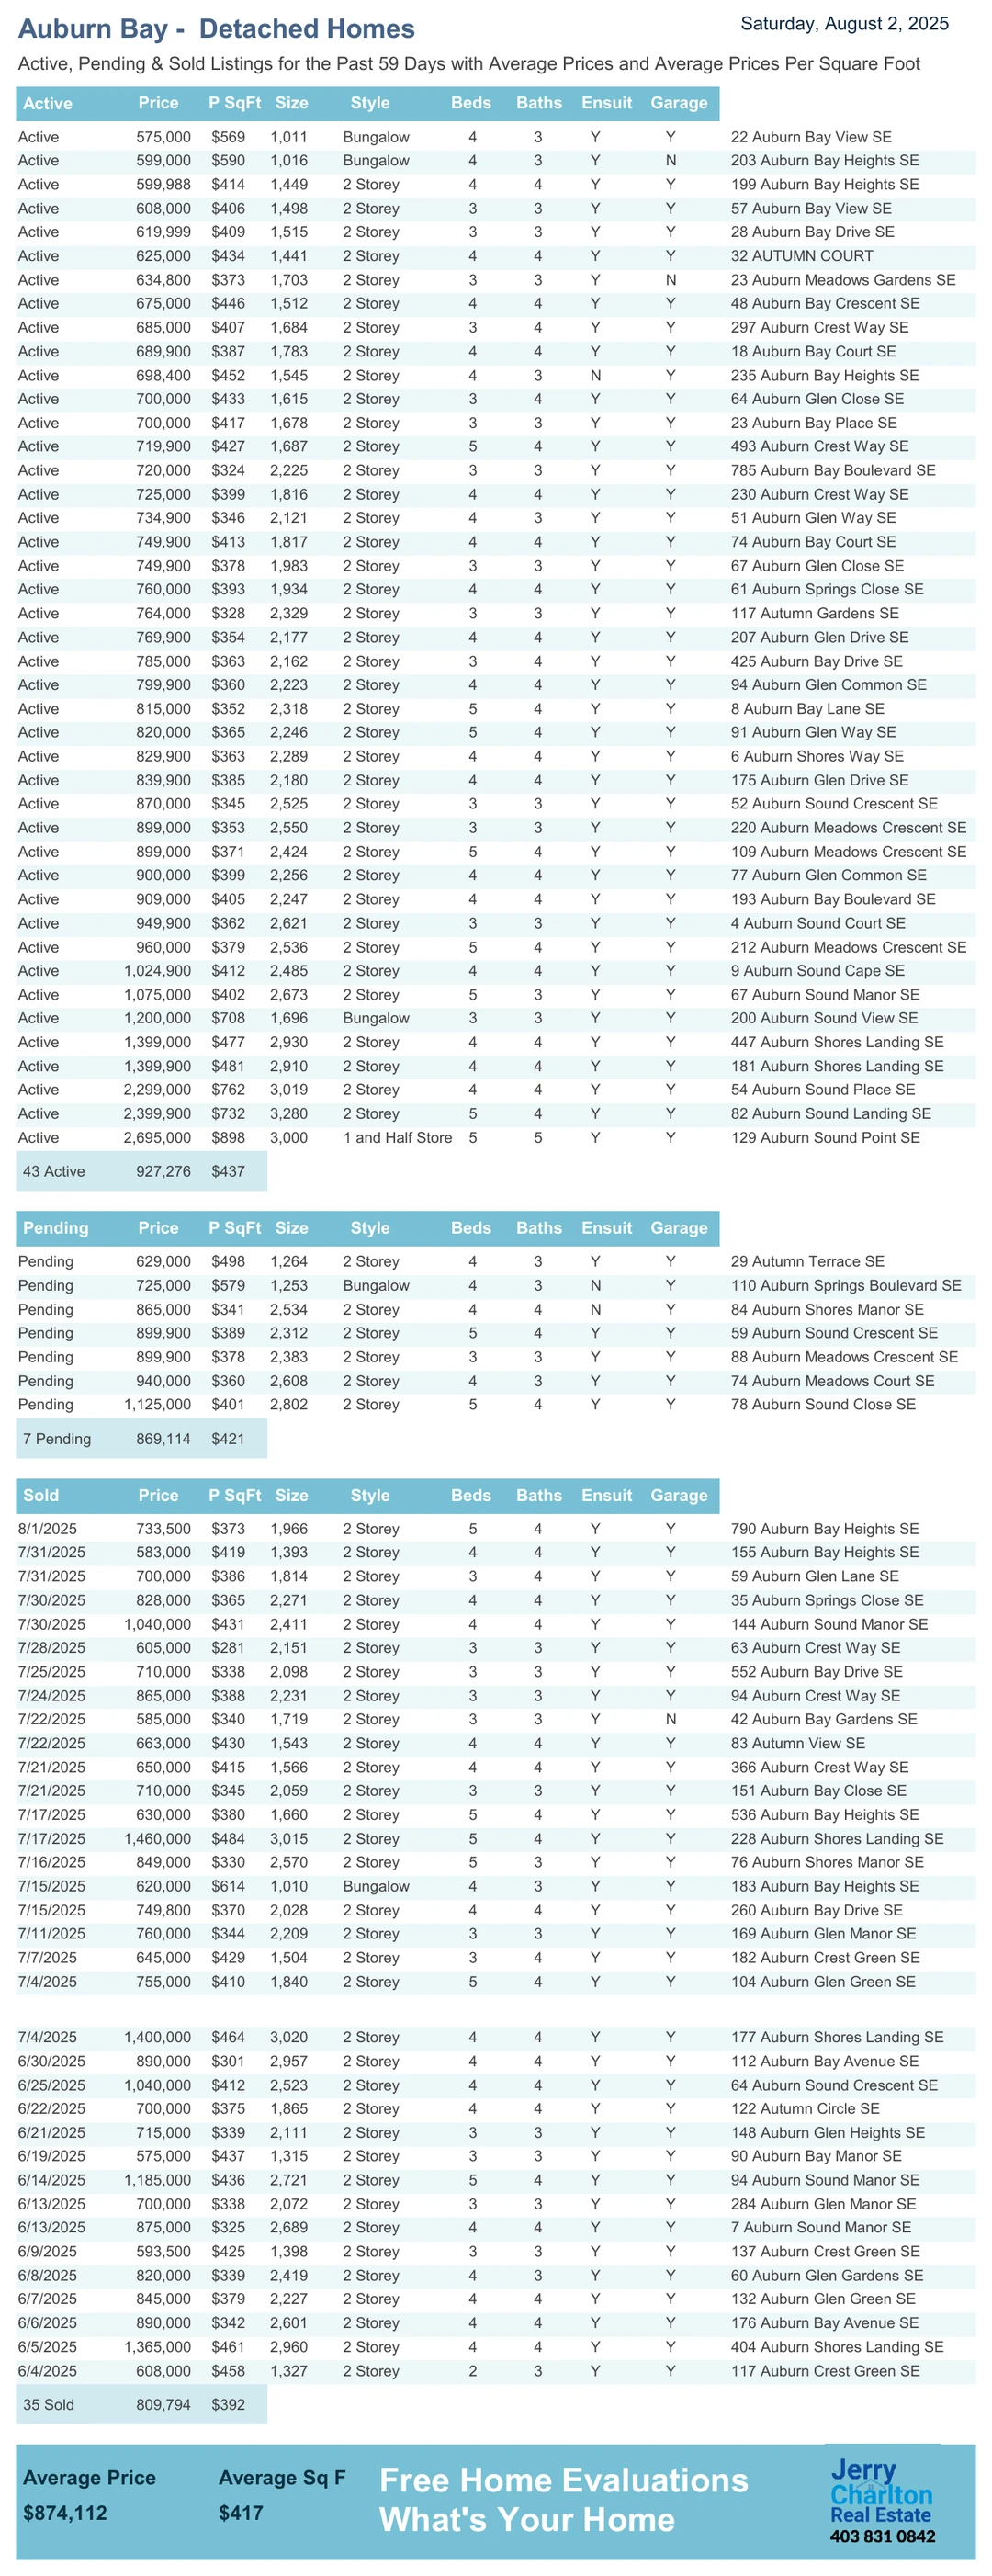 Auburn Bay - Detached Homes
Saturday, August 2, 2025
Active, Pending & Sold Listings for the Past 59 Days with Average Prices and Average Prices Per Square Foot
Active Price P SqFt Size Style Beds Baths Ensuit Garage
Active 575,000 $569 1,011 Bungalow 4 3 Y Y 22 Auburn Bay View SE
Active 599,000 $590 1,016 Bungalow 4 3 Y N 203 Auburn Bay Heights SE
Active 599,988 $414 1,449 2 Storey 4 4 Y Y 199 Auburn Bay Heights SE
Active 608,000 $406 1,498 2 Storey 3 3 Y Y 57 Auburn Bay View SE
Active 619,999 $409 1,515 2 Storey 3 3 Y Y 28 Auburn Bay Drive SE
Active 625,000 $434 1,441 2 Storey 4 4 Y Y 32 AUTUMN COURT
Active 634,800 $373 1,703 2 Storey 3 3 Y N 23 Auburn Meadows Gardens SE
Active 675,000 $446 1,512 2 Storey 4 4 Y Y 48 Auburn Bay Crescent SE
Active 685,000 $407 1,684 2 Storey 3 4 Y Y 297 Auburn Crest Way SE
Active 689,900 $387 1,783 2 Storey 4 4 Y Y 18 Auburn Bay Court SE
Active 698,400 $452 1,545 2 Storey 4 3 N Y 235 Auburn Bay Heights SE
Active 700,000 $433 1,615 2 Storey 3 4 Y Y 64 Auburn Glen Close SE
Active 700,000 $417 1,678 2 Storey 3 3 Y Y 23 Auburn Bay Place SE
Active 719,900 $427 1,687 2 Storey 5 4 Y Y 493 Auburn Crest Way SE
Active 720,000 $324 2,225 2 Storey 3 3 Y Y 785 Auburn Bay Boulevard SE
Active 725,000 $399 1,816 2 Storey 4 4 Y Y 230 Auburn Crest Way SE
Active 734,900 $346 2,121 2 Storey 4 3 Y Y 51 Auburn Glen Way SE
Active 749,900 $413 1,817 2 Storey 4 4 Y Y 74 Auburn Bay Court SE
Active 749,900 $378 1,983 2 Storey 3 3 Y Y 67 Auburn Glen Close SE
Active 760,000 $393 1,934 2 Storey 4 4 Y Y 61 Auburn Springs Close SE
Active 764,000 $328 2,329 2 Storey 3 3 Y Y 117 Autumn Gardens SE
Active 769,900 $354 2,177 2 Storey 4 4 Y Y 207 Auburn Glen Drive SE
Active 785,000 $363 2,162 2 Storey 3 4 Y Y 425 Auburn Bay Drive SE
Active 799,900 $360 2,223 2 Storey 4 4 Y Y 94 Auburn Glen Common SE
Active 815,000 $352 2,318 2 Storey 5 4 Y Y 8 Auburn Bay Lane SE
Active 820,000 $365 2,246 2 Storey 5 4 Y Y 91 Auburn Glen Way SE
Active 829,900 $363 2,289 2 Storey 4 4 Y Y 6 Auburn Shores Way SE
Active 839,900 $385 2,180 2 Storey 4 4 Y Y 175 Auburn Glen Drive SE
Active 870,000 $345 2,525 2 Storey 3 3 Y Y 52 Auburn Sound Crescent SE
Active 899,000 $353 2,550 2 Storey 3 3 Y Y 220 Auburn Meadows Crescent SE
Active 899,000 $371 2,424 2 Storey 5 4 Y Y 109 Auburn Meadows Crescent SE
Active 900,000 $399 2,256 2 Storey 4 4 Y Y 77 Auburn Glen Common SE
Active 909,000 $405 2,247 2 Storey 4 4 Y Y 193 Auburn Bay Boulevard SE
Active 949,900 $362 2,621 2 Storey 3 3 Y Y 4 Auburn Sound Court SE
Active 960,000 $379 2,536 2 Storey 5 4 Y Y 212 Auburn Meadows Crescent SE
Active 1,024,900 $412 2,485 2 Storey 4 4 Y Y 9 Auburn Sound Cape SE
Active 1,075,000 $402 2,673 2 Storey 5 3 Y Y 67 Auburn Sound Manor SE
Active 1,200,000 $708 1,696 Bungalow 3 3 Y Y 200 Auburn Sound View SE
Active 1,399,000 $477 2,930 2 Storey 4 4 Y Y 447 Auburn Shores Landing SE
Active 1,399,900 $481 2,910 2 Storey 4 4 Y Y 181 Auburn Shores Landing SE
Active 2,299,000 $762 3,019 2 Storey 4 4 Y Y 54 Auburn Sound Place SE
Active 2,399,900 $732 3,280 2 Storey 5 4 Y Y 82 Auburn Sound Landing SE
Active 2,695,000 $898 3,000 1 and Half Store 5 5 Y Y 129 Auburn Sound Point SE
43 Active 927,276 $437
Pending Price P SqFt Size Style Beds Baths Ensuit Garage
Pending 629,000 $498 1,264 2 Storey 4 3 Y Y 29 Autumn Terrace SE
Pending 725,000 $579 1,253 Bungalow 4 3 N Y 110 Auburn Springs Boulevard SE
Pending 865,000 $341 2,534 2 Storey 4 4 N Y 84 Auburn Shores Manor SE
Pending 899,900 $389 2,312 2 Storey 5 4 Y Y 59 Auburn Sound Crescent SE
Pending 899,900 $378 2,383 2 Storey 3 3 Y Y 88 Auburn Meadows Crescent SE
Pending 940,000 $360 2,608 2 Storey 4 3 Y Y 74 Auburn Meadows Court SE
Pending 1,125,000 $401 2,802 2 Storey 5 4 Y Y 78 Auburn Sound Close SE
7 Pending 869,114 $421
Sold Price P SqFt Size Style Beds Baths Ensuit Garage
8/1/2025 733,500 $373 1,966 2 Storey 5 4 Y Y 790 Auburn Bay Heights SE
7/31/2025 583,000 $419 1,393 2 Storey 4 4 Y Y 155 Auburn Bay Heights SE
7/31/2025 700,000 $386 1,814 2 Storey 3 4 Y Y 59 Auburn Glen Lane SE
7/30/2025 828,000 $365 2,271 2 Storey 4 4 Y Y 35 Auburn Springs Close SE
7/30/2025 1,040,000 $431 2,411 2 Storey 4 4 Y Y 144 Auburn Sound Manor SE
7/28/2025 605,000 $281 2,151 2 Storey 3 3 Y Y 63 Auburn Crest Way SE
7/25/2025 710,000 $338 2,098 2 Storey 3 3 Y Y 552 Auburn Bay Drive SE
7/24/2025 865,000 $388 2,231 2 Storey 3 3 Y Y 94 Auburn Crest Way SE
7/22/2025 585,000 $340 1,719 2 Storey 3 3 Y N 42 Auburn Bay Gardens SE
7/22/2025 663,000 $430 1,543 2 Storey 4 4 Y Y 83 Autumn View SE
7/21/2025 650,000 $415 1,566 2 Storey 4 4 Y Y 366 Auburn Crest Way SE
7/21/2025 710,000 $345 2,059 2 Storey 3 3 Y Y 151 Auburn Bay Close SE
7/17/2025 630,000 $380 1,660 2 Storey 5 4 Y Y 536 Auburn Bay Heights SE
7/17/2025 1,460,000 $484 3,015 2 Storey 5 4 Y Y 228 Auburn Shores Landing SE
7/16/2025 849,000 $330 2,570 2 Storey 5 3 Y Y 76 Auburn Shores Manor SE
7/15/2025 620,000 $614 1,010 Bungalow 4 3 Y Y 183 Auburn Bay Heights SE
7/15/2025 749,800 $370 2,028 2 Storey 4 4 Y Y 260 Auburn Bay Drive SE
7/11/2025 760,000 $344 2,209 2 Storey 3 3 Y Y 169 Auburn Glen Manor SE
7/7/2025 645,000 $429 1,504 2 Storey 3 4 Y Y 182 Auburn Crest Green SE
7/4/2025 755,000 $410 1,840 2 Storey 5 4 Y Y 104 Auburn Glen Green SE
7/4/2025 1,400,000 $464 3,020 2 Storey 4 4 Y Y 177 Auburn Shores Landing SE
6/30/2025 890,000 $301 2,957 2 Storey 4 4 Y Y 112 Auburn Bay Avenue SE
6/25/2025 1,040,000 $412 2,523 2 Storey 4 4 Y Y 64 Auburn Sound Crescent SE
6/22/2025 700,000 $375 1,865 2 Storey 4 4 Y Y 122 Autumn Circle SE
6/21/2025 715,000 $339 2,111 2 Storey 3 3 Y Y 148 Auburn Glen Heights SE
6/19/2025 575,000 $437 1,315 2 Storey 3 3 Y Y 90 Auburn Bay Manor SE
6/14/2025 1,185,000 $436 2,721 2 Storey 5 4 Y Y 94 Auburn Sound Manor SE
6/13/2025 700,000 $338 2,072 2 Storey 3 3 Y Y 284 Auburn Glen Manor SE
6/13/2025 875,000 $325 2,689 2 Storey 4 4 Y Y 7 Auburn Sound Manor SE
6/9/2025 593,500 $425 1,398 2 Storey 3 3 Y Y 137 Auburn Crest Green SE
6/8/2025 820,000 $339 2,419 2 Storey 4 3 Y Y 60 Auburn Glen Gardens SE
6/7/2025 845,000 $379 2,227 2 Storey 4 4 Y Y 132 Auburn Glen Green SE
6/6/2025 890,000 $342 2,601 2 Storey 4 4 Y Y 176 Auburn Bay Avenue SE
6/5/2025 1,365,000 $461 2,960 2 Storey 4 4 Y Y 404 Auburn Shores Landing SE
6/4/2025 608,000 $458 1,327 2 Storey 2 3 Y Y 117 Auburn Crest Green SE
35 Sold 809,794 $392
Average Price Average Sq F
$874,112 $417
Free Home Evaluations
What's Your Home
Jerry
Charlton
Real Estate
403 831 0842